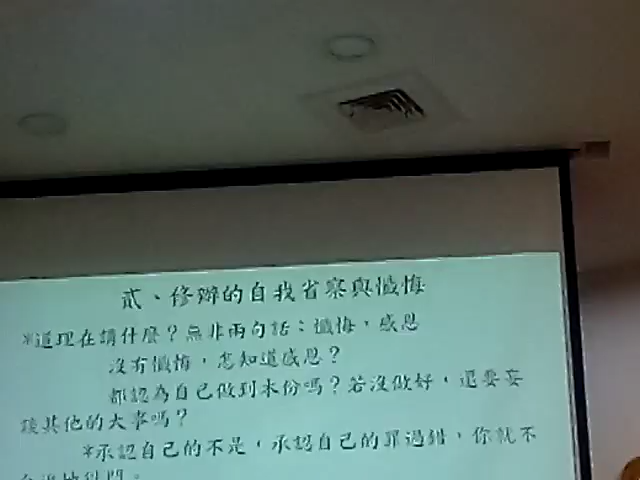 貳、修辦的自我省察與懺悔
*道理在講什麼?無非兩句話:懺悔,感恩
沒有懺悔,怎知道感恩?
都認為自己做到本份嗎?若沒做好,還要妄
談其他的大事嗎?
*承認自己的不是,承認自己的罪過錯,你就不